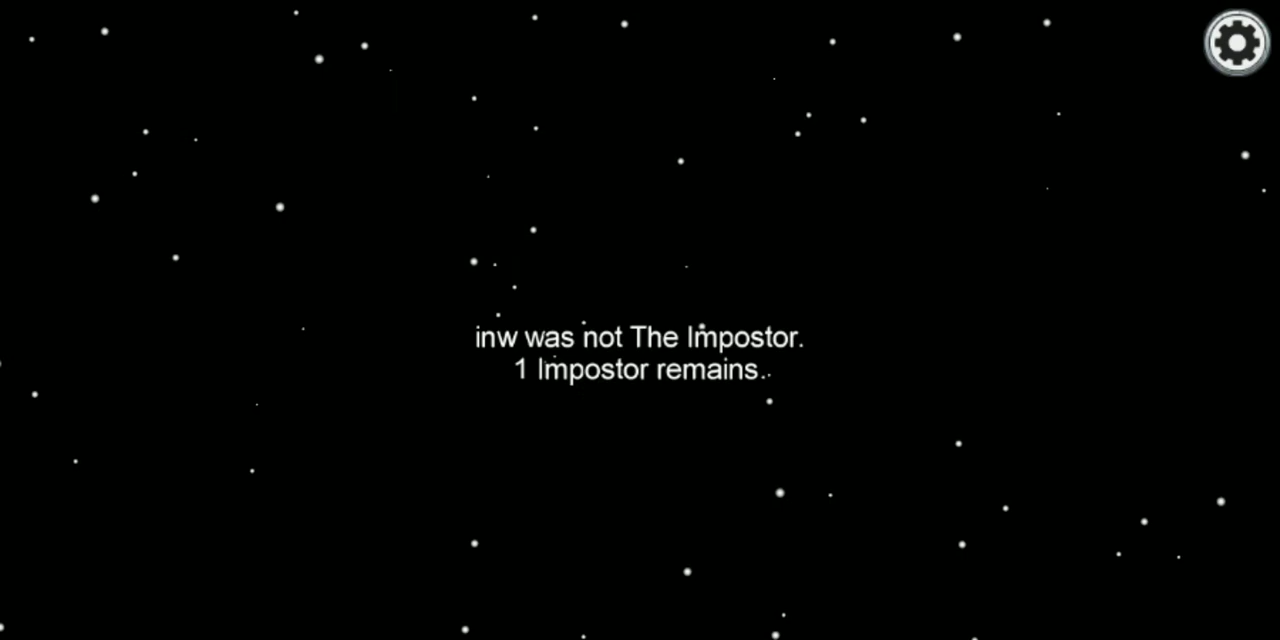 inw was not The Impostor.
1 Impostor remains.